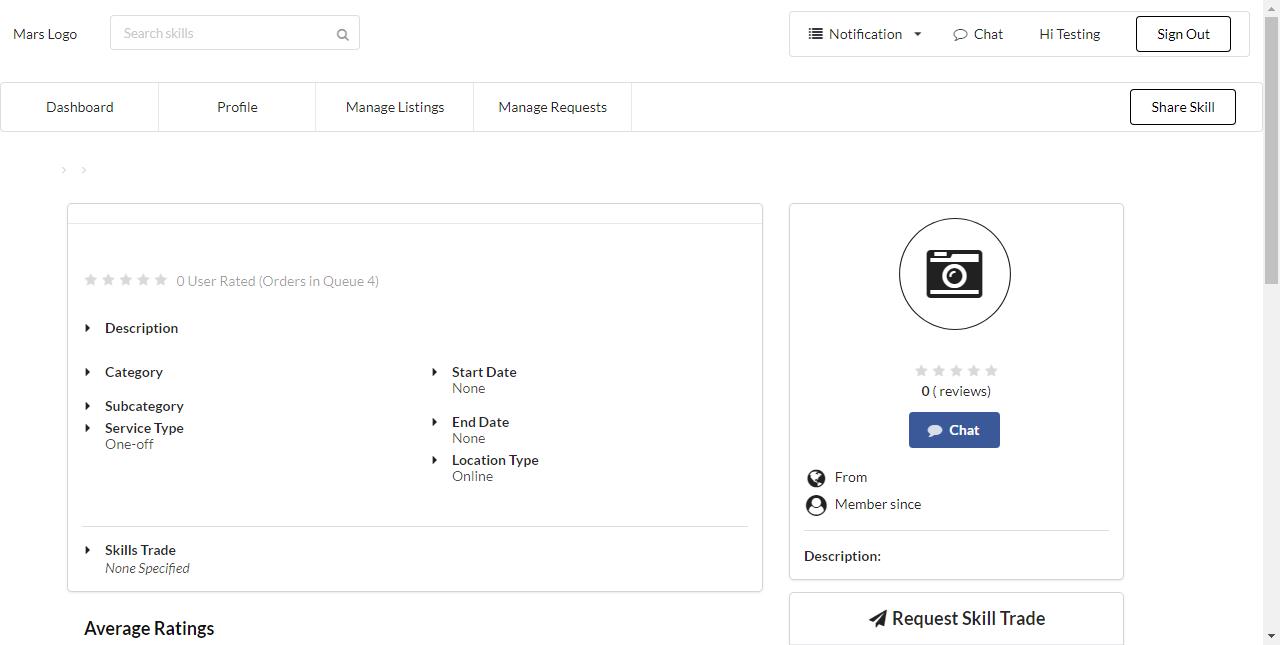 Mars Logo
Search skills
Notification
Chat
Hi Testing
Sign Out
Dashboard
Profile
Manage Listings
Manage Requests
Share Skill
0 User Rated (Orders in Queue 4)
Description
Category
Subcategory
Service Type
One-off
Start Date
None
End Date
None
Location Type
Online
Skills Trade
None Specified
Average Ratings
0 ( reviews)
Chat
From
Member since
Description:
Request Skill Trade